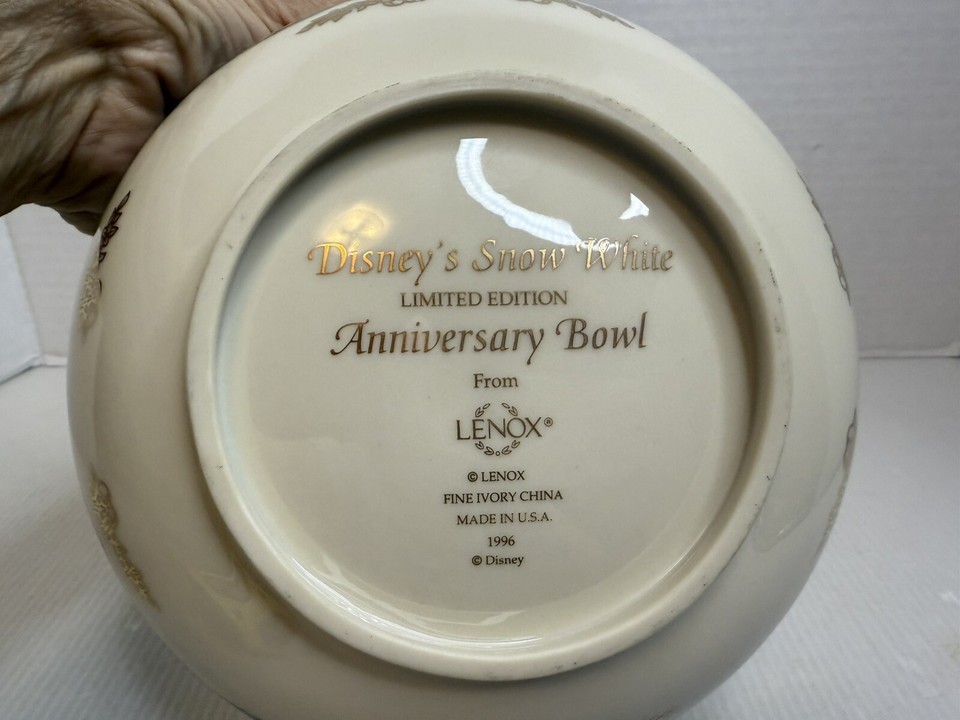 Disney's Snow White
LIMITED EDITION
Anniversary Bowl
From
LENOX®
© LENOX
FINE IVORY CHINA
MADE IN U.S.A.
1996
© Disney